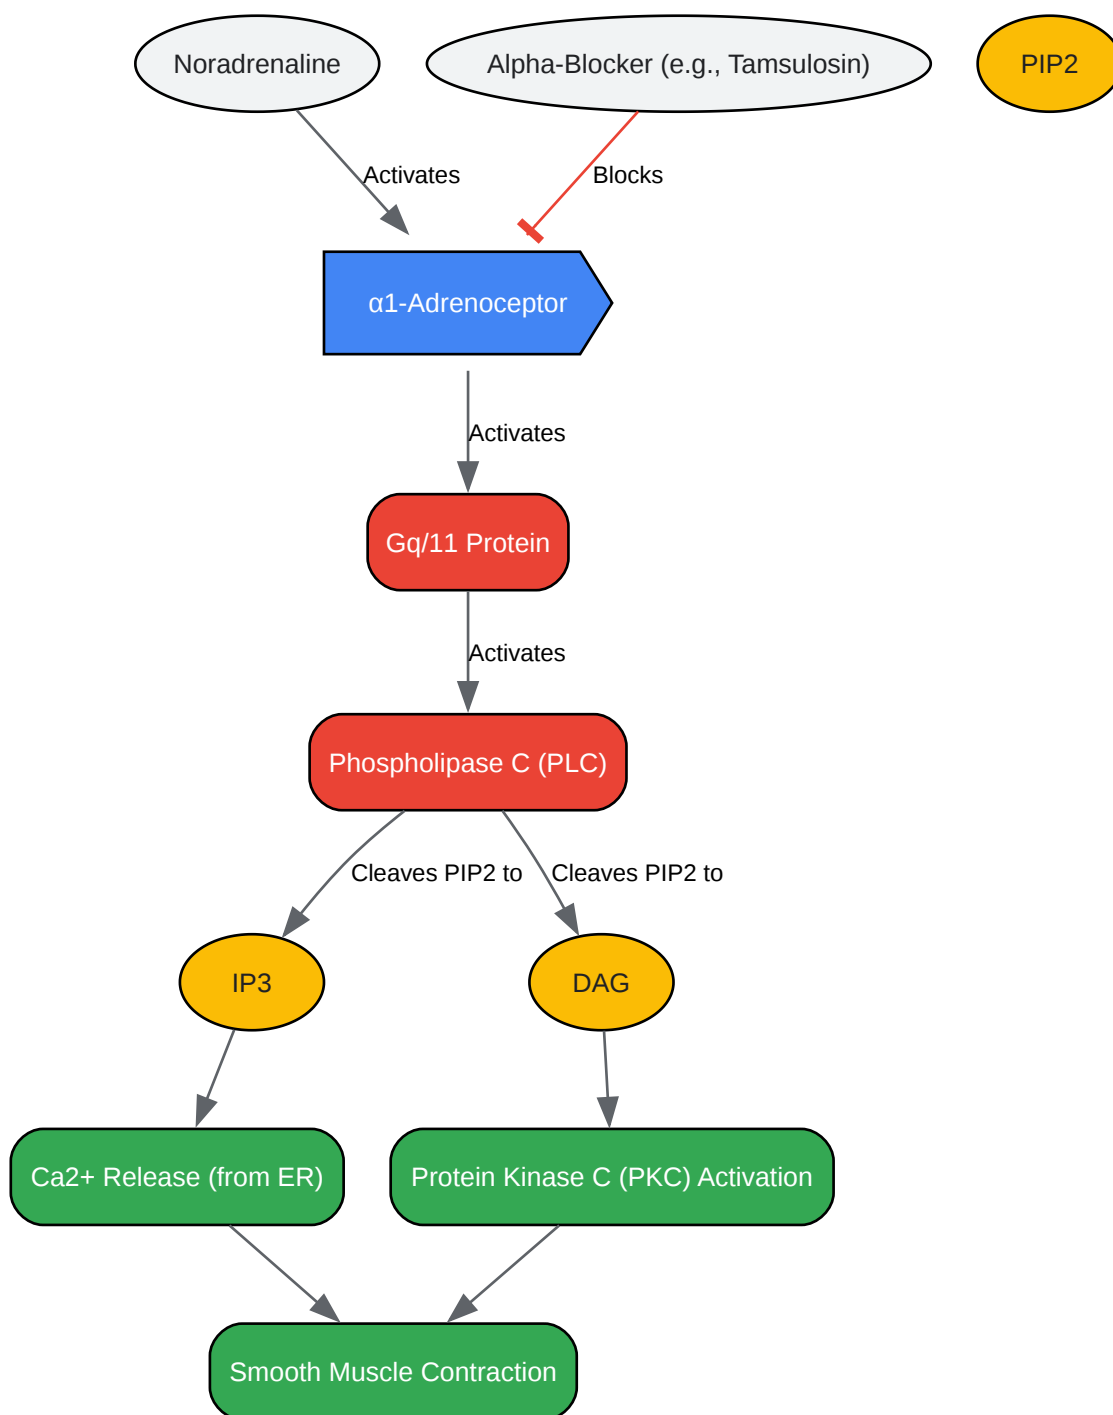 Noradrenaline
Alpha-Blocker (e.g., Tamsulosin)
PIP2
Activates
Blocks
α1-Adrenoceptor
Activates
Gq/11 Protein
Activates
Phospholipase C (PLC)
Cleaves PIP2 to
Cleaves PIP2 to
IP3
DAG
Ca2+ Release (from ER)
Protein Kinase C (PKC) Activation
Smooth Muscle Contraction